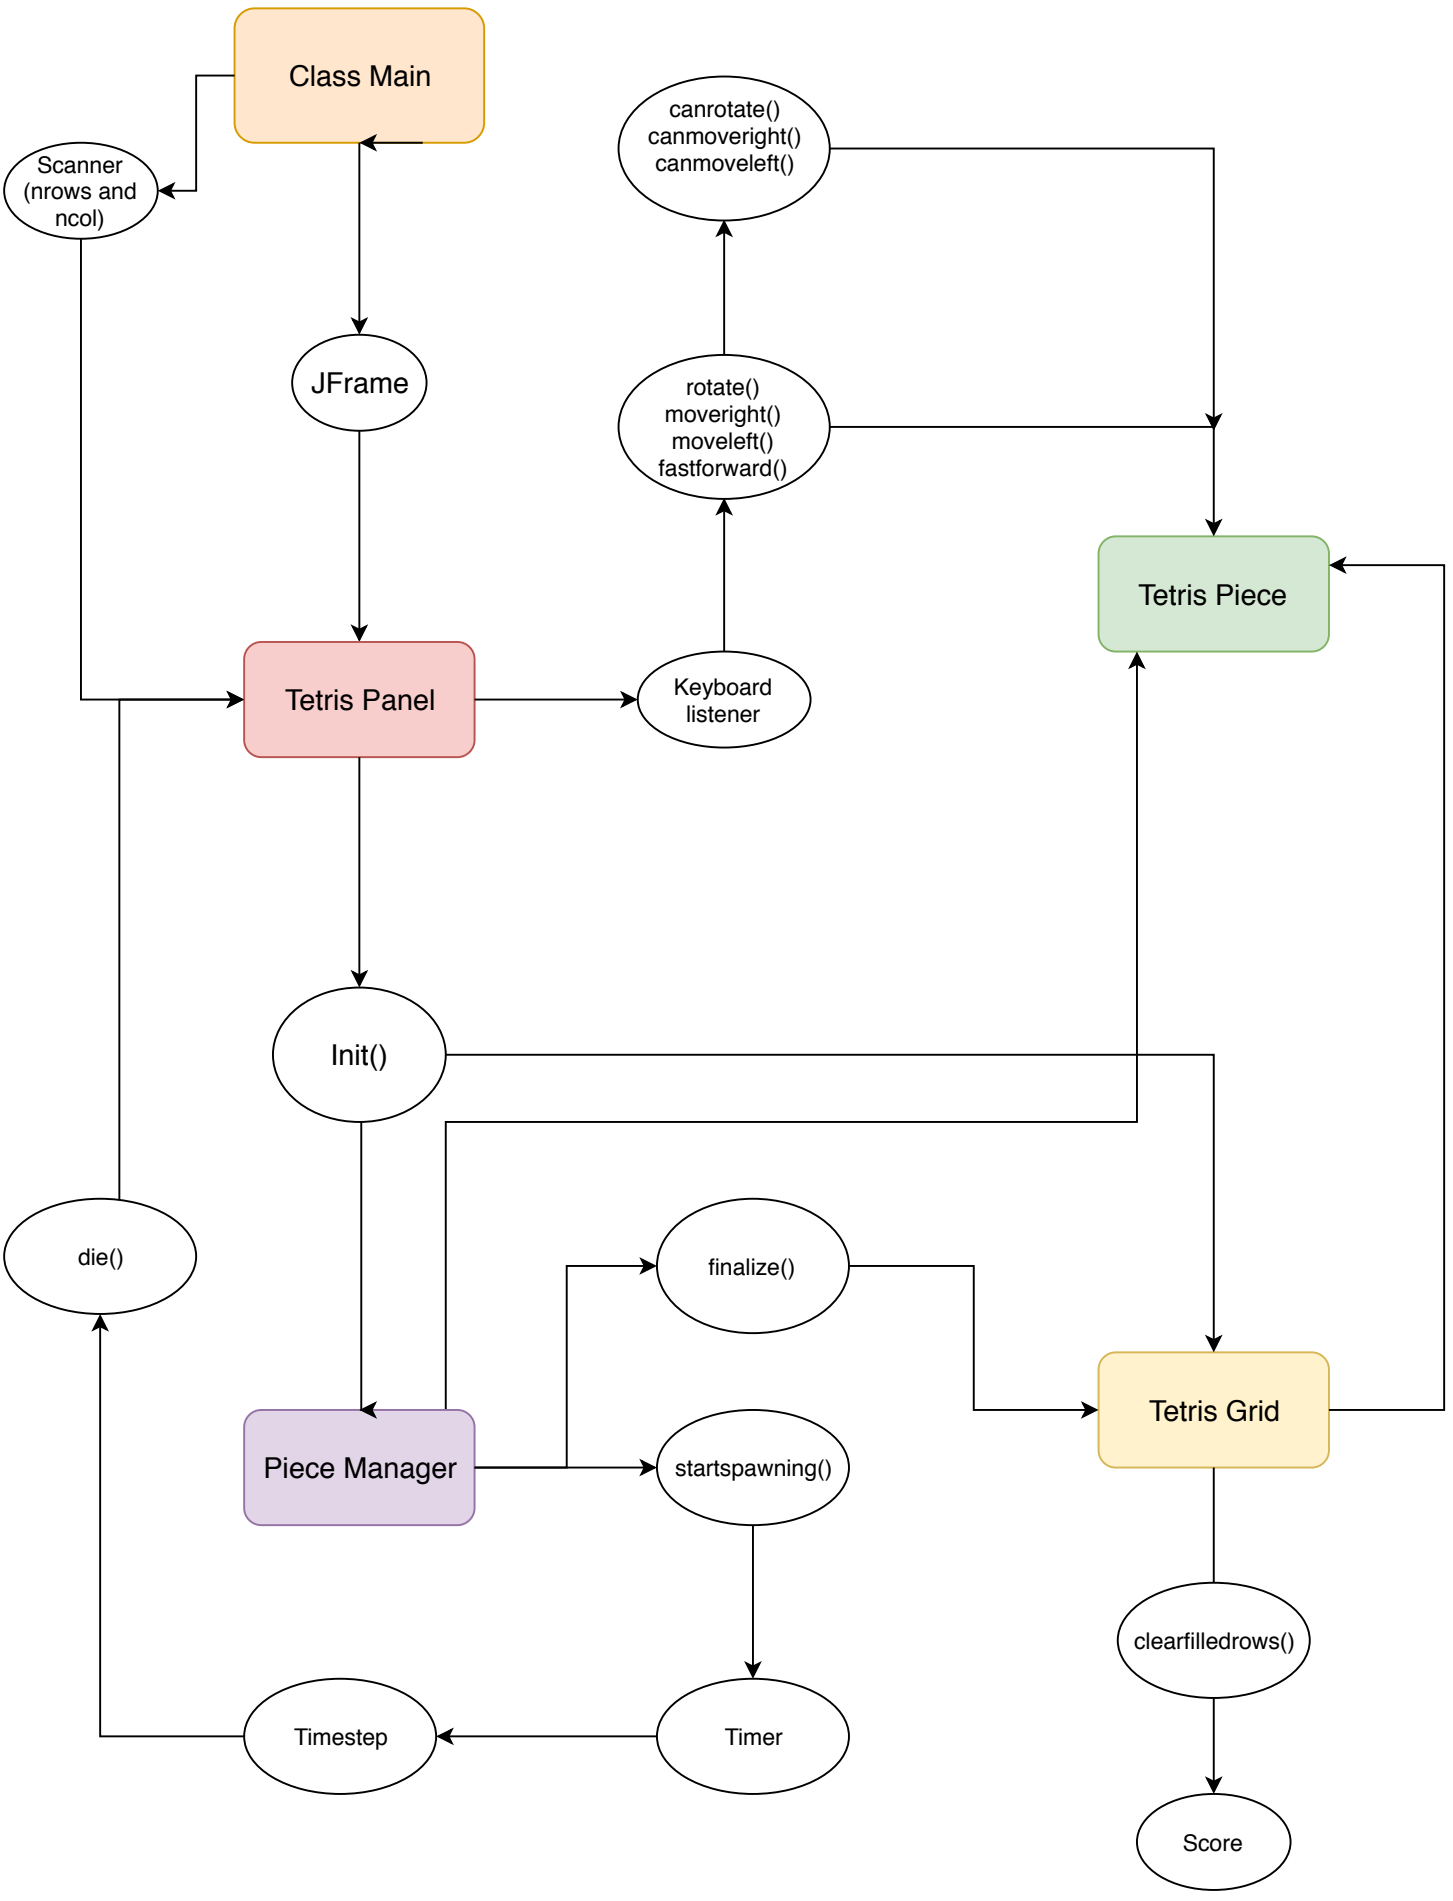 Class Main
canrotate()
canmoveright()
canmoveleft()
Scanner
(nrows and
ncol)
JFrame
rotate()
moveright()
moveleft()
fastforward()
Tetris Piece
Tetris Panel
Keyboard
listener
Init()
die()
finalize()
Tetris Grid
Piece Manager
startspawning()
clearfilledrows()
Timestep
Timer
Score